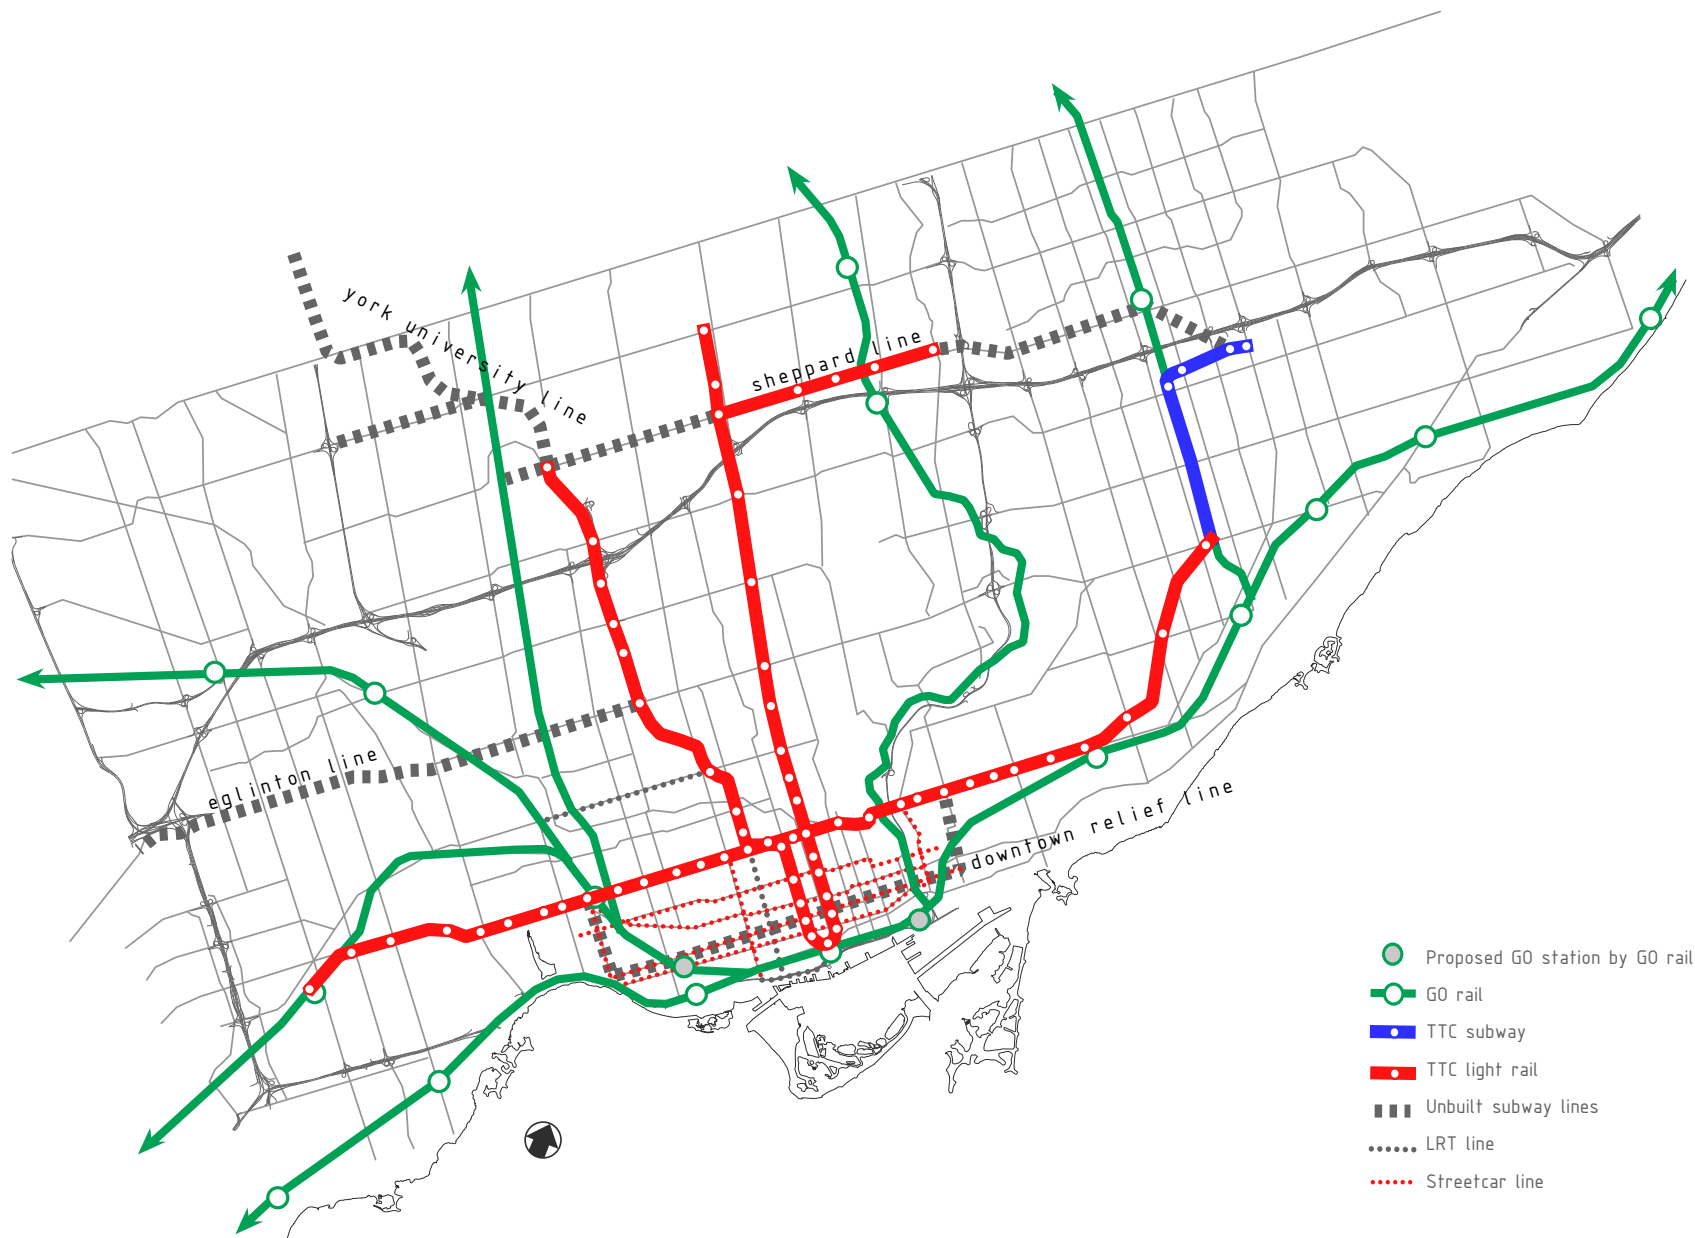 york university line
sheppard line
eglinton line
downtown relief line
Proposed GO station by GO rail
GO rail
TTC subway
TTC light rail
Unbuilt subway lines
LRT line
Streetcar line